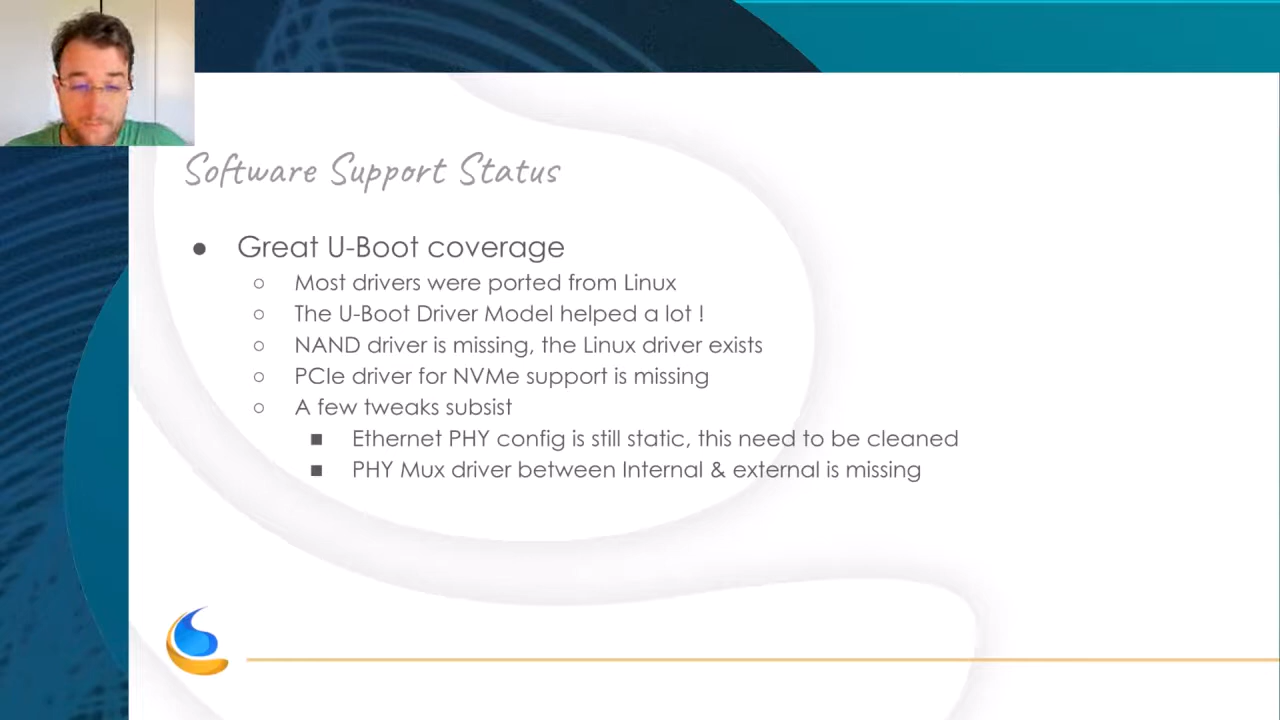 Software Support Status
● Great U-Boot coverage
○ Most drivers were ported from Linux
○ The U-Boot Driver Model helped a lot !
○ NAND driver is missing, the Linux driver exists
○ PCIe driver for NVMe support is missing
○ A few tweaks subsist
■ Ethernet PHY config is still static, this need to be cleaned
■ PHY Mux driver between Internal & external is missing